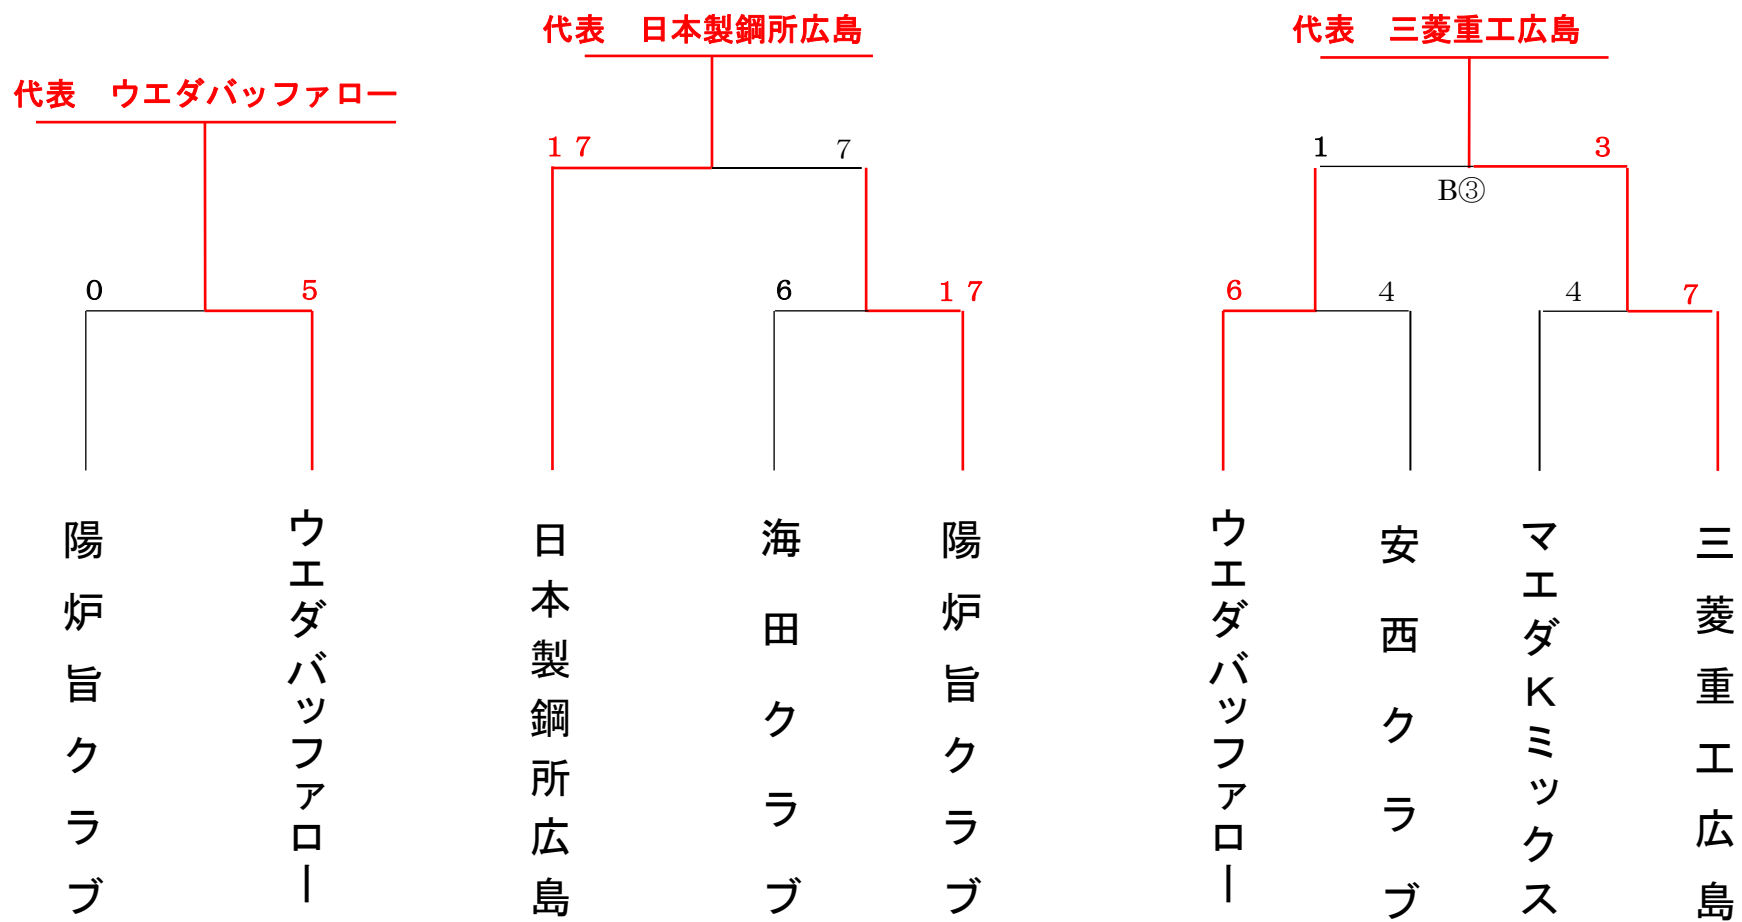 代表　日本製鋼所広島
代表　三菱重工広島
代表　ウエダバッファロー
１７
7
1
3
B③
0
5
6
１７
6
4
4
7
陽炉旨クラブ
ウエダバッファロー
日本製鋼所広島
海田クラブ
陽炉旨クラブ
ウエダバッファロー
安西クラブ
マエダKミックス
三菱重工広島